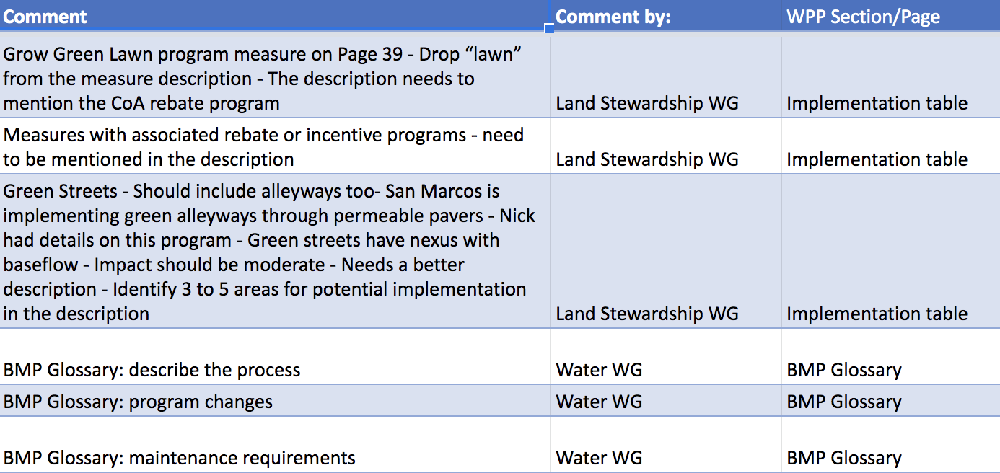 Comment Comment by: WPP Section/Page
Grow Green Lawn program measure on Page 39 - Drop “lawn”
from the measure description - The description needs to
mention the CoA rebate program Land Stewardship WG Implementation table
Measures with associated rebate or incentive programs - need
to be mentioned in the description Land Stewardship WG Implementation table
Green Streets - Should include alleyways too- San Marcos is
implementing green alleyways through permeable pavers - Nick
had details on this program - Green streets have nexus with
baseflow - Impact should be moderate - Needs a better
description - Identify 3 to 5 areas for potential implementation
in the description Land Stewardship WG Implementation table
BMP Glossary: describe the process Water WG BMP Glossary
BMP Glossary: program changes Water WG BMP Glossary
BMP Glossary: maintenance requirements Water WG BMP Glossary